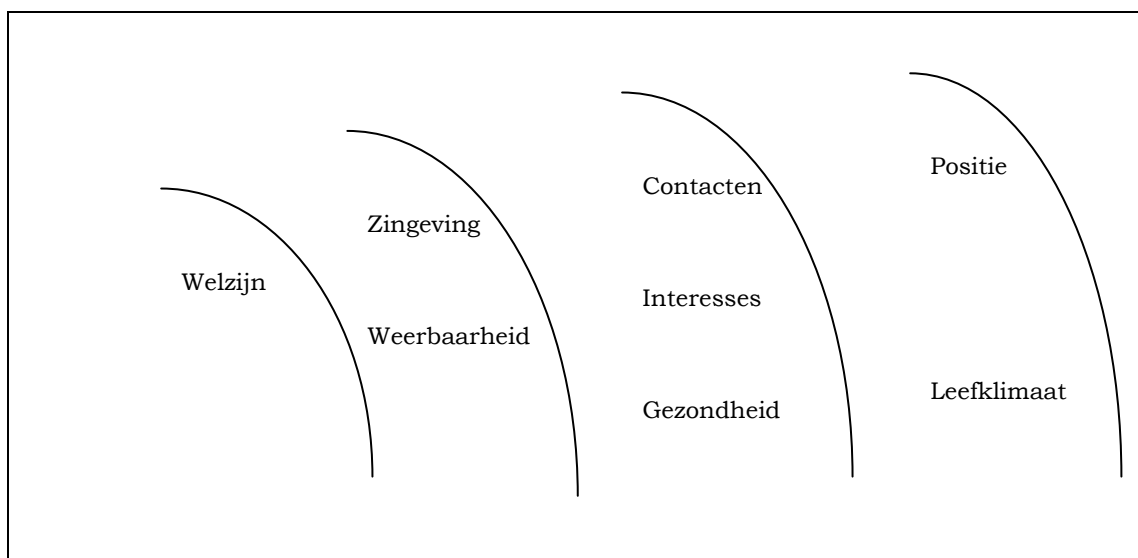 Welzijn
Zingeving
Weerbaarheid
Contacten
Interesses
Gezondheid
Positie
Leefklimaat